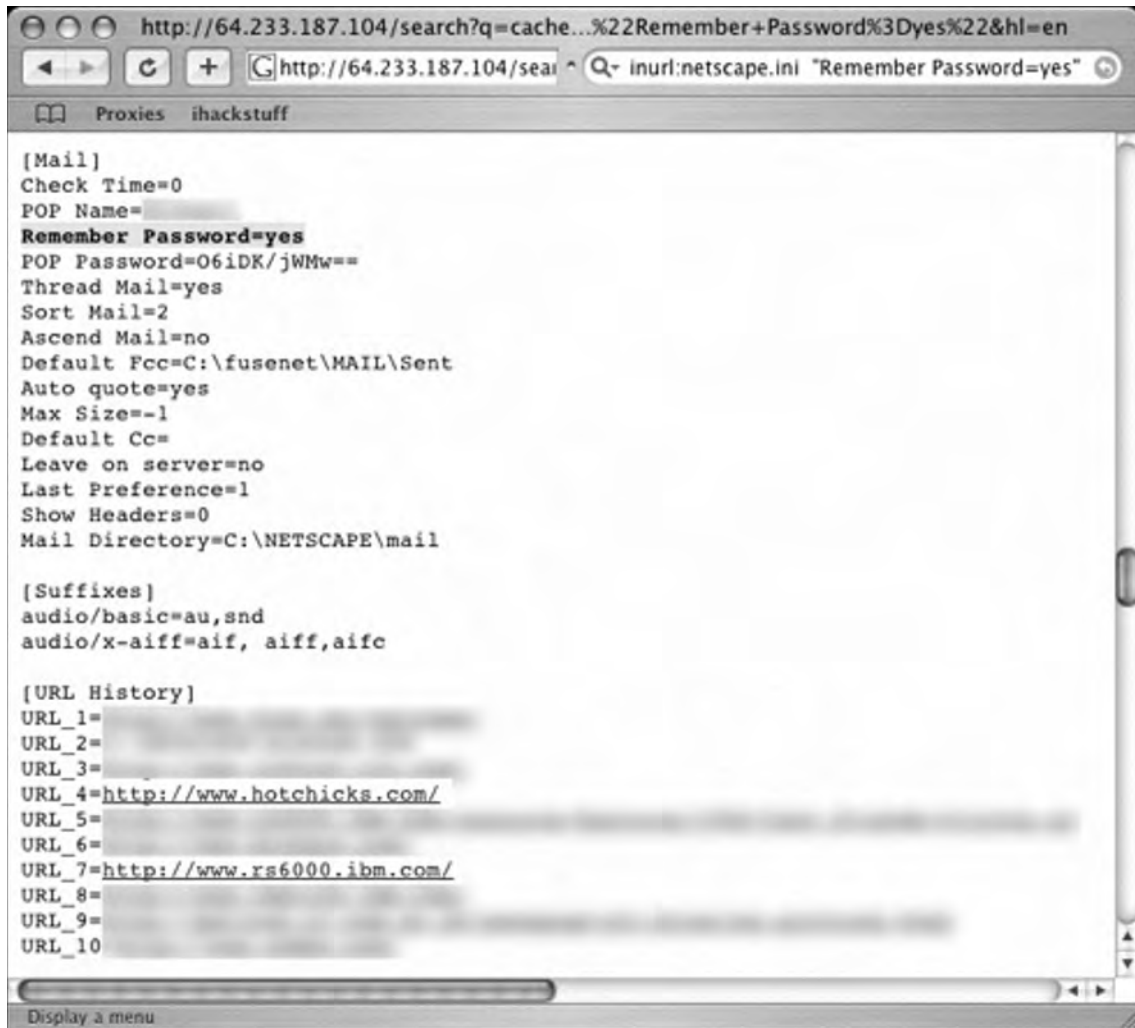 http://64.233.187.104/search?q=cache...%22Remember+Password%3Dyes%22&hl=en
G http://64.233.187.104/sear
inurl:netscape.ini "Remember Password=yes"
Proxies ihackstuff
[Mail]
Check Time=0
POP Name=
Remember Password=yes
POP Password=O6iDK/jWMw==
Thread Mail=yes
Sort Mail=2
Ascend Mail=no
Default Fcc=C:\fusenet\MAIL\Sent
Auto quote=yes
Max Size=-1
Default Cc=
Leave on server=no
Last Preference=1
Show Headers=0
Mail Directory=C:\NETSCAPE\mail
[Suffixes]
audio/basic=au,snd
audio/x-aiff=aif, aiff,aifc
[URL History]
URL_1=
URL_2=
URL_3=
URL_4=http://www.hotchicks.com/
URL_5=
URL_6=
URL_7=http://www.rs6000.ibm.com/
URL_8=
URL_9=
URL_10
Display a menu